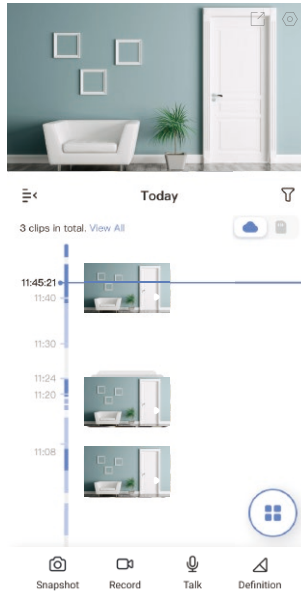 Today
3 clips in total. View All
11:45:21
11:40
11:30
11:24
11:20
11:08
Snapshot
Record
Talk
Definition